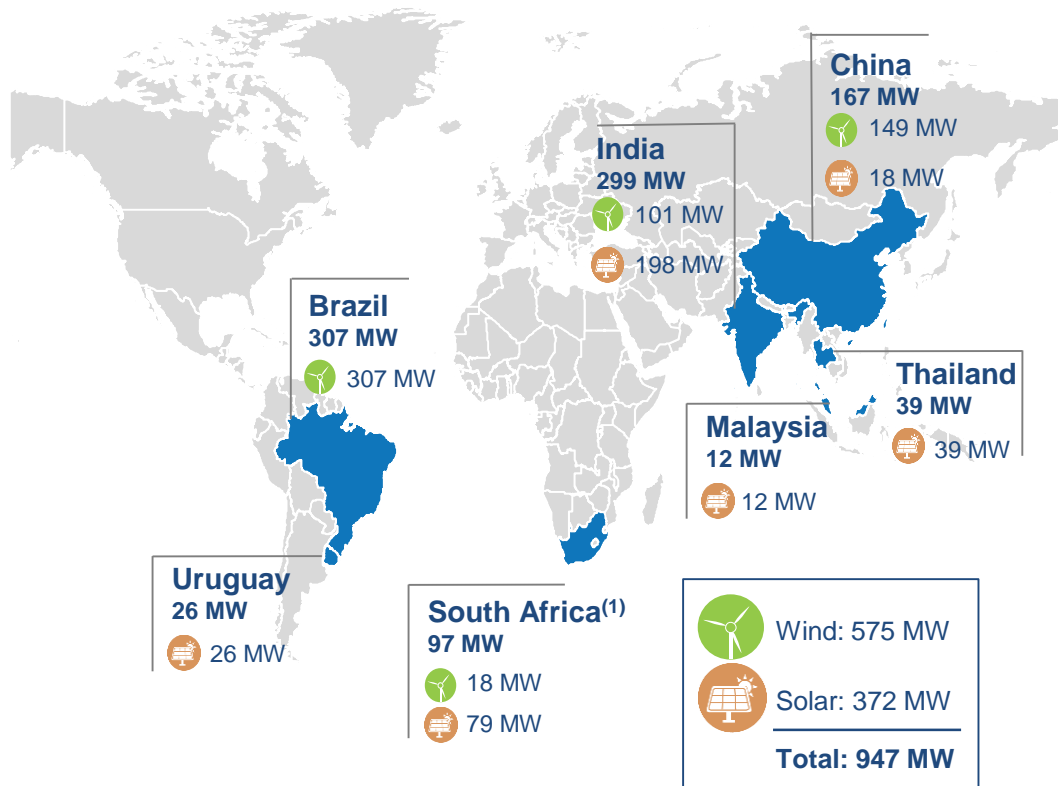 China
167 MW
149 MW
18 MW
India
299 MW
101 MW
198 MW
Brazil
307 MW
307 MW
Thailand
39 MW
39 MW
Malaysia
12 MW
12 MW
Uruguay
26 MW
26 MW
South Africa(1)
97 MW
18 MW
79 MW
Wind: 575 MW
Solar: 372 MW
Total: 947 MW